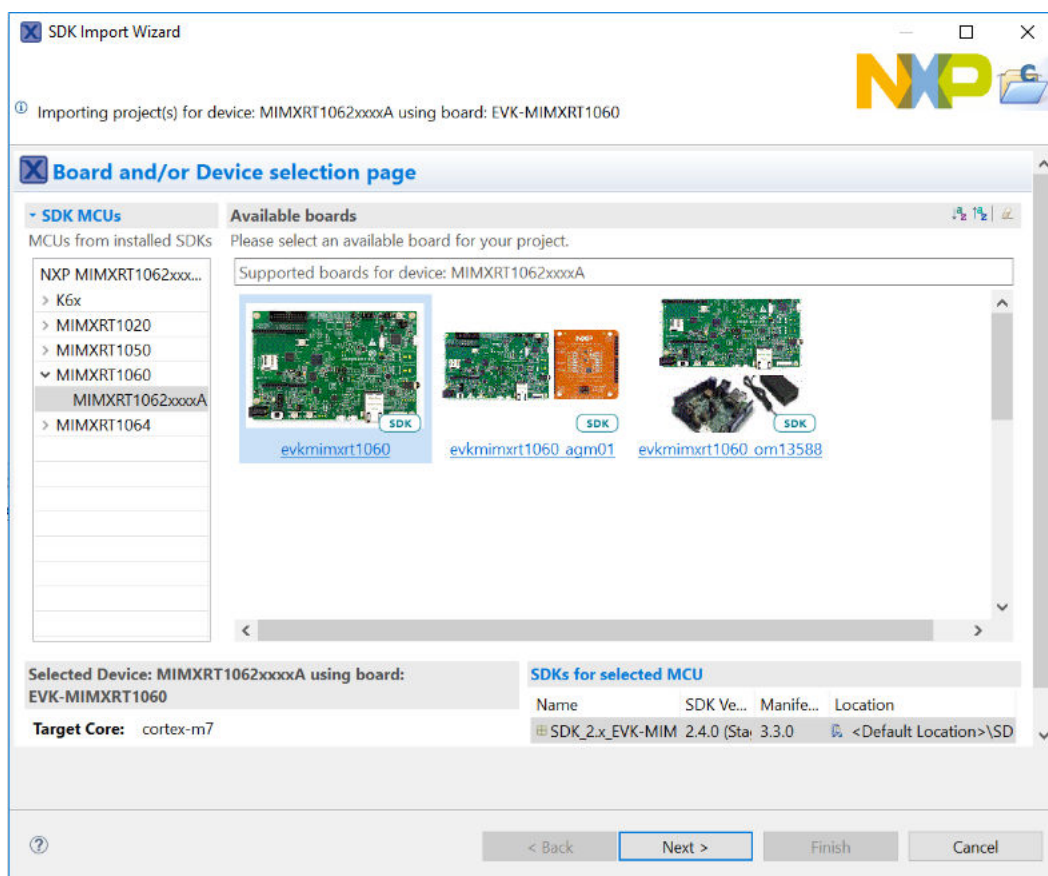 SDK Import Wizard
NXP
Importing project(s) for device: MIMXRT1062xxxxA using board: EVK-MIMXRT1060
Board and/or Device selection page
SDK MCUs
MCUs from installed SDKs
NXP MIMXRT1062xxx...
K6x
MIMXRT1020
MIMXRT1050
MIMXRT1060
MIMXRT1062xxxxA
MIMXRT1064
Available boards
Please select an available board for your project.
Supported boards for device: MIMXRT1062xxxxA
NXP
SDK
SDK
SDK
evkmimxrt1060
evkmimxrt1060_agm01
evkmimxrt1060_om13588
Selected Device: MIMXRT1062xxxxA using board:
EVK-MIMXRT1060
Target Core: cortex-m7
SDKs for selected MCU
Name SDK Ve... Manife... Location
SDK_2.x_EVK-MIM 2.4.0 (Sta 3.3.0 <Default Location>\SD
< Back Next > Finish Cancel